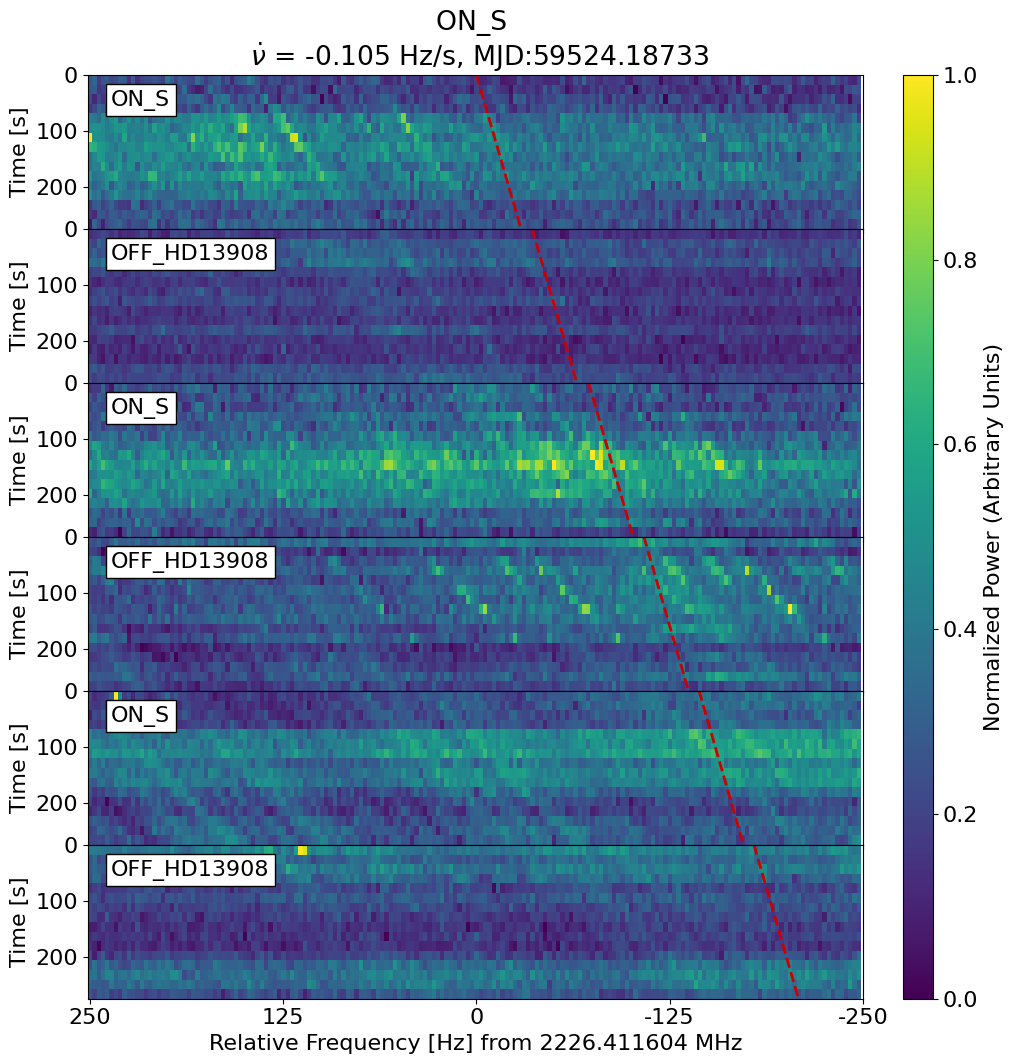 ON_S
ν̇ = -0.105 Hz/s, MJD:59524.18733
0
ON_S
100
200
Time [s]
0
OFF_HD13908
100
200
Time [s]
0
ON_S
100
200
Time [s]
0
OFF_HD13908
100
200
Time [s]
0
ON_S
100
200
Time [s]
0
OFF_HD13908
100
200
Time [s]
250 125 0 -125 -250
Relative Frequency [Hz] from 2226.411604 MHz
1.0
0.8
0.6
0.4
0.2
0.0
Normalized Power (Arbitrary Units)